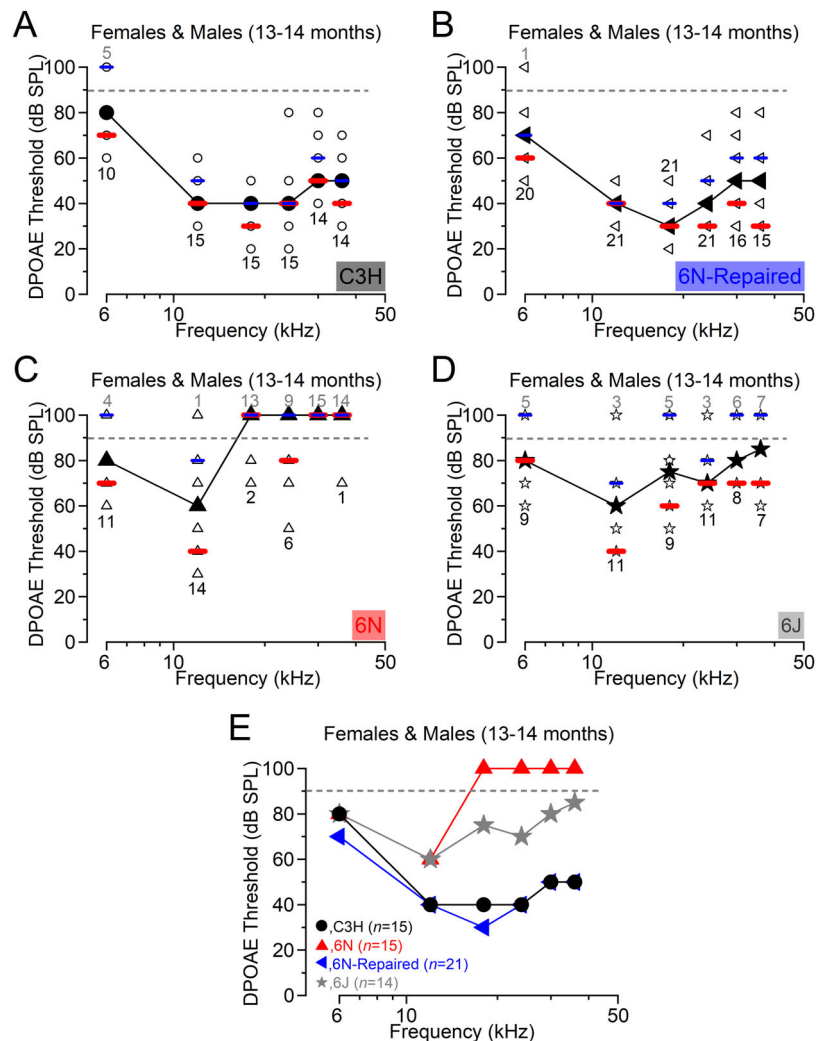 A
Females & Males (13-14 months)
DPOAE Threshold (dB SPL)
100
80
60
40
20
0
5
10
15
15
15
14
14
C3H
6
10
50
Frequency (kHz)
B
Females & Males (13-14 months)
DPOAE Threshold (dB SPL)
100
80
60
40
20
0
1
20
21
21
21
16
15
6N-Repaired
6
10
50
Frequency (kHz)
C
Females & Males (13-14 months)
DPOAE Threshold (dB SPL)
100
80
60
40
20
0
4
1
13
9
15
14
11
14
2
6
1
6N
6
10
50
Frequency (kHz)
D
Females & Males (13-14 months)
DPOAE Threshold (dB SPL)
100
80
60
40
20
0
5
3
5
3
6
7
9
11
9
11
8
7
6J
6
10
50
Frequency (kHz)
E
Females & Males (13-14 months)
DPOAE Threshold (dB SPL)
100
80
60
40
20
0
,C3H (n=15)
,6N (n=15)
,6N-Repaired (n=21)
,6J (n=14)
6
10
50
Frequency (kHz)